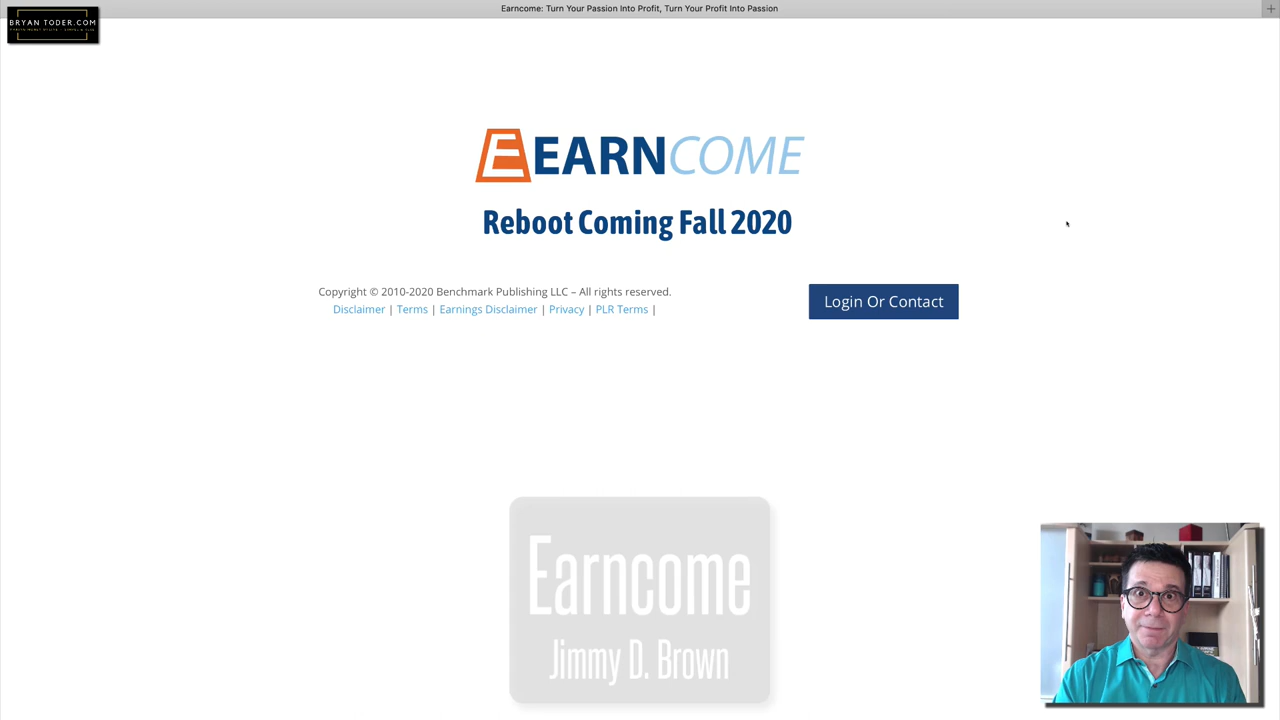 Earncome: Turn Your Passion Into Profit, Turn Your Profit Into Passion
+
BRYAN TODER.COM
EARNCOME
Reboot Coming Fall 2020
Copyright © 2010-2020 Benchmark Publishing LLC – All rights reserved.
Disclaimer | Terms | Earnings Disclaimer | Privacy | PLR Terms |
Login Or Contact
Earncome
Jimmy D. Brown